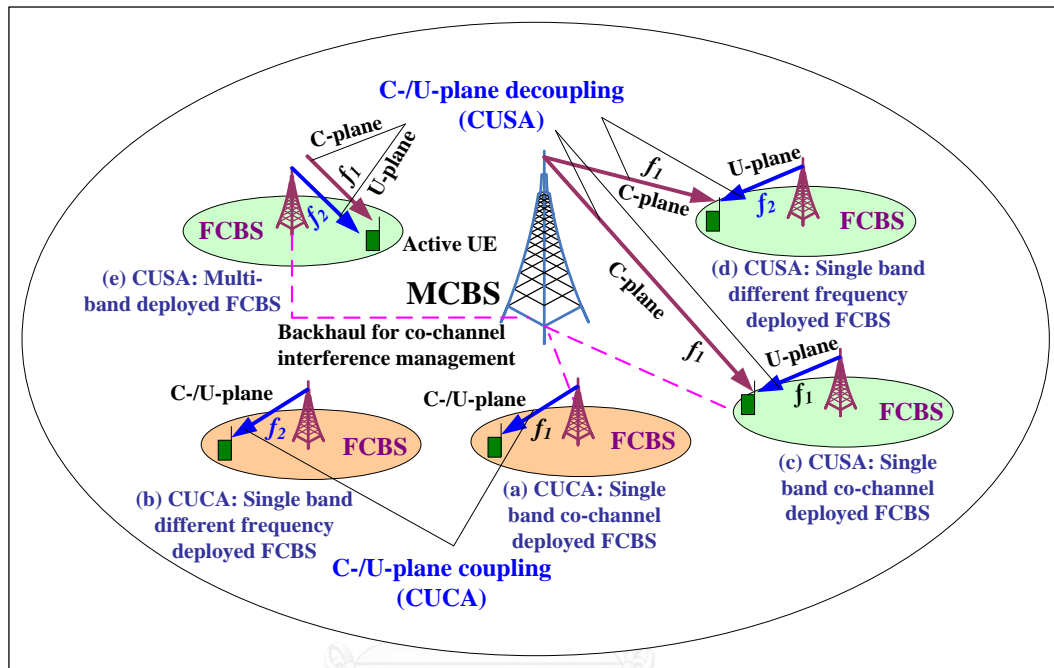 C-/U-plane decoupling
(CUSA)
C-plane
f1
U-plane
f2
FCBS
Active UE
(e) CUSA: Multi-
band deployed FCBS
MCBS
Backhaul for co-channel
interference management
f1
C-plane
U-plane
f2
FCBS
(d) CUSA: Single band
different frequency
deployed FCBS
C-plane
f1
U-plane
f1
FCBS
(c) CUSA: Single
band co-channel
deployed FCBS
C-/U-plane
f2
FCBS
(b) CUCA: Single band
different frequency
deployed FCBS
C-/U-plane
f1
FCBS
(a) CUCA: Single
band co-channel
deployed FCBS
C-/U-plane coupling
(CUCA)